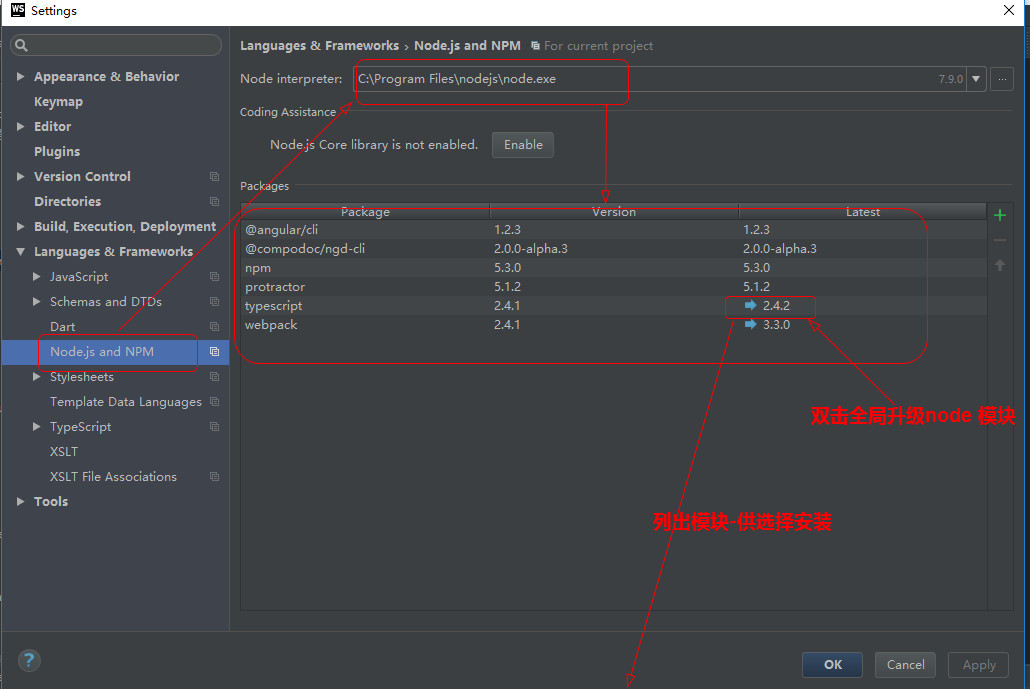 WS Settings
Languages & Frameworks › Node.js and NPM For current project
Node interpreter: C:\Program Files\nodejs\node.exe 7.9.0 ...
Coding Assistance
Node.js Core library is not enabled. Enable
Packages
Package Version Latest
@angular/cli 1.2.3 1.2.3
@compodoc/ngd-cli 2.0.0-alpha.3 2.0.0-alpha.3
npm 5.3.0 5.3.0
protractor 5.1.2 5.1.2
typescript 2.4.1 2.4.2
webpack 2.4.1 3.3.0
双击全局升级node 模块
列出模块-供选择安装
Appearance & Behavior
Keymap
Editor
Plugins
Version Control
Directories
Build, Execution, Deployment
Languages & Frameworks
JavaScript
Schemas and DTDs
Dart
Node.js and NPM
Stylesheets
Template Data Languages
TypeScript
XSLT
XSLT File Associations
Tools
?
OK Cancel Apply